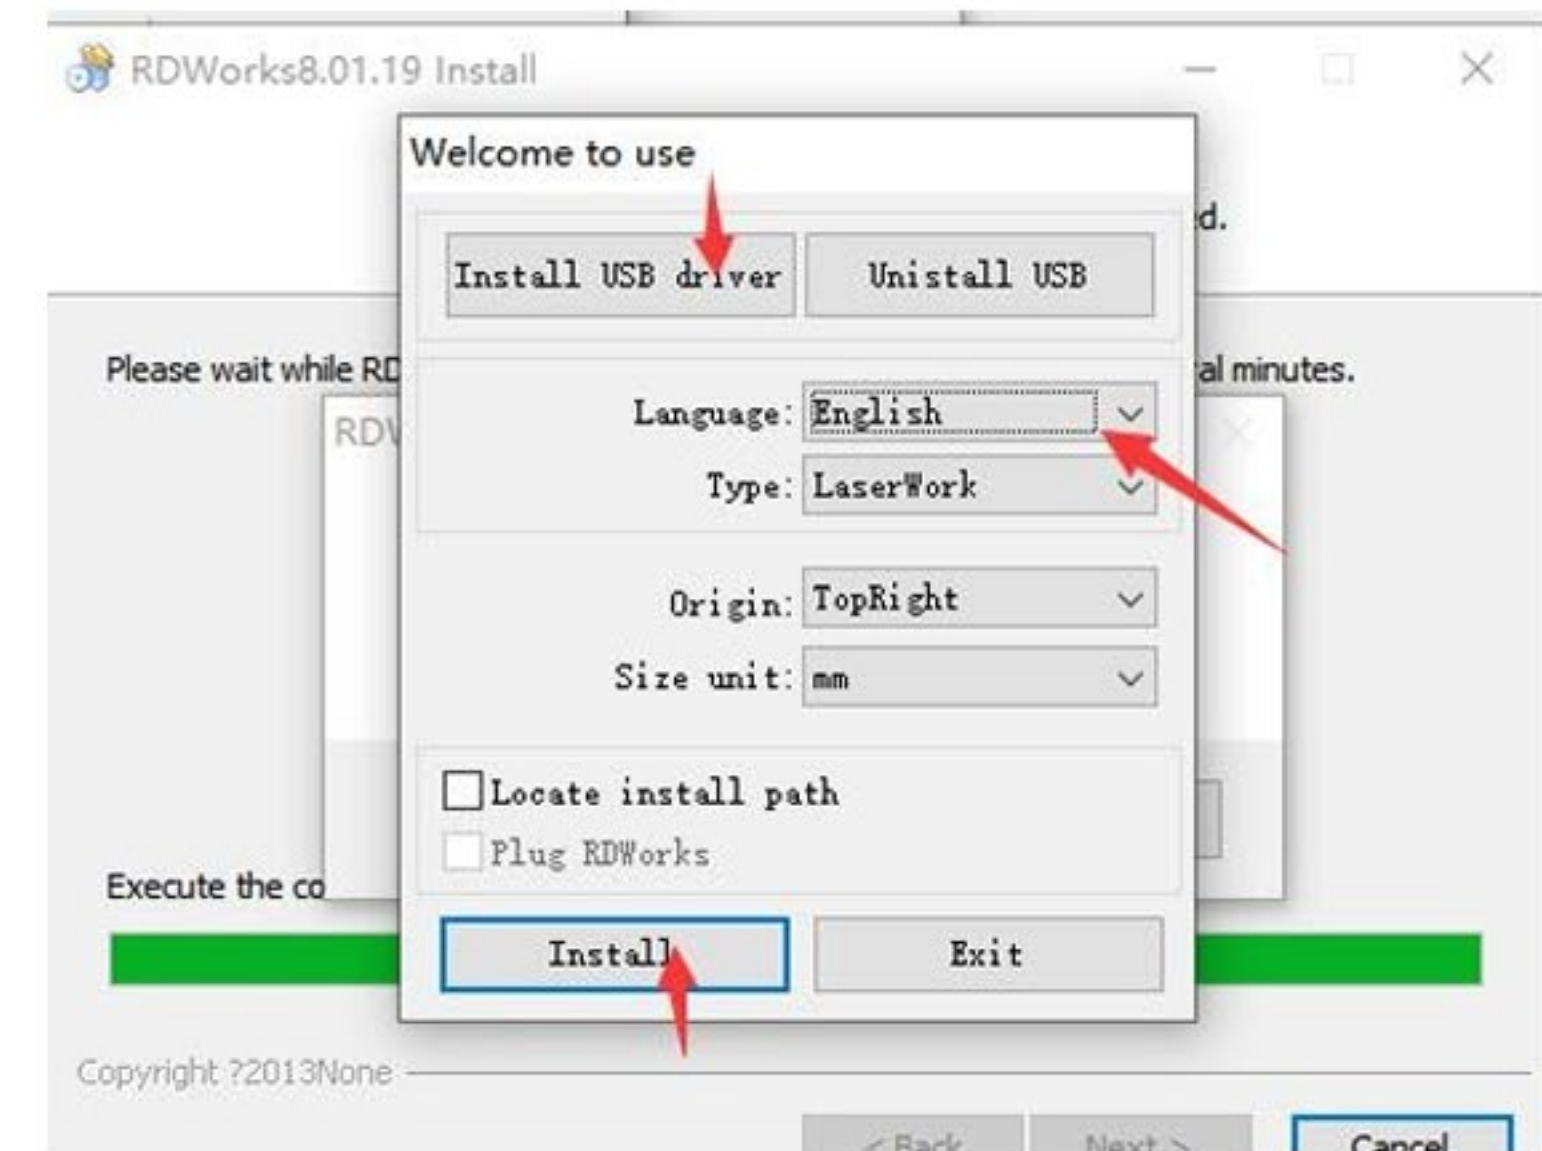 RDWorks8.01.19 Install
Welcome to use
d.
Install USB driver
Unistall USB
Please wait while RD
al minutes.
RDV
Language: English
Type: LaserWork
Origin: TopRight
Size unit: mm
Locate install path
Plug RDWorks
Execute the co
Install
Exit
Copyright ?2013None
< Back
Next >
Cancel